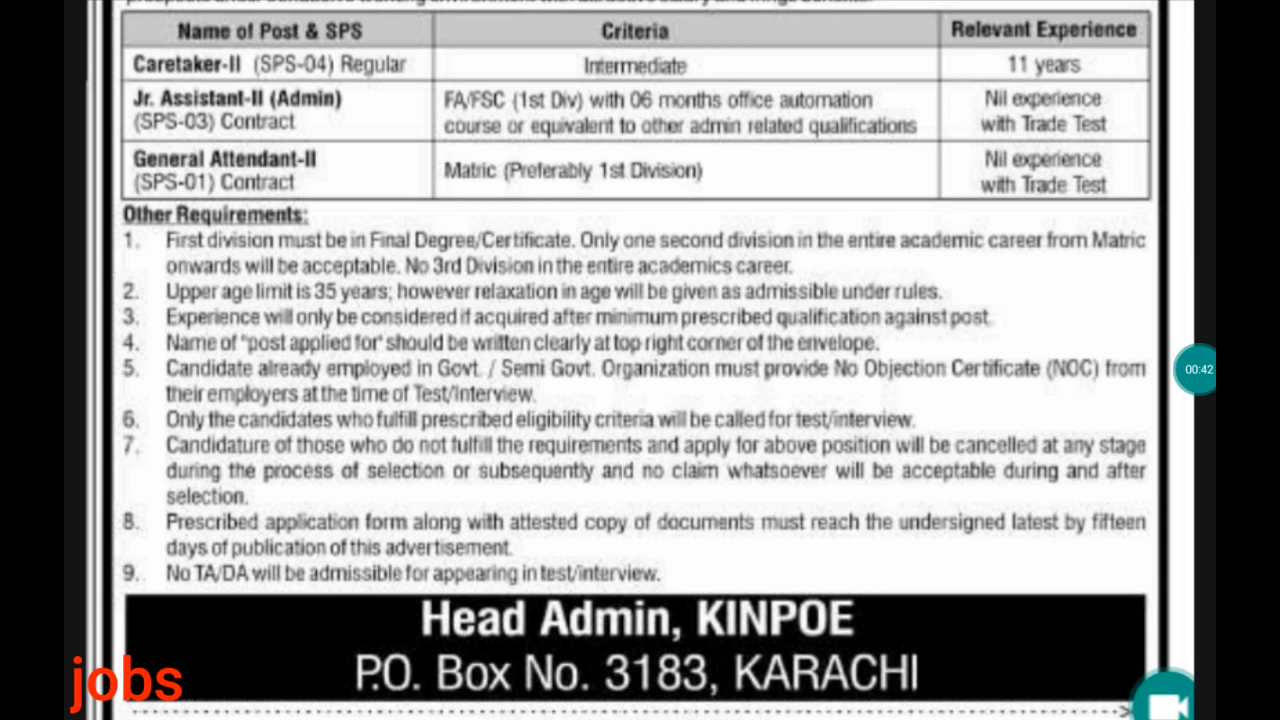 Name of Post & SPS Criteria Relevant Experience
Caretaker-II (SPS-04) Regular Intermediate 11 years
Jr. Assistant-II (Admin) FA/FSC (1st Div) with 06 months office automation Nil experience
(SPS-03) Contract course or equivalent to other admin related qualifications with Trade Test
General Attendant-II Matric (Preferably 1st Division) Nil experience
(SPS-01) Contract with Trade Test
Other Requirements:
1. First division must be in Final Degree/Certificate. Only one second division in the entire academic career from Matric
onwards will be acceptable. No 3rd Division in the entire academics career.
2. Upper age limit is 35 years; however relaxation in age will be given as admissible under rules.
3. Experience will only be considered if acquired after minimum prescribed qualification against post.
4. Name of "post applied for" should be written clearly at top right corner of the envelope.
5. Candidate already employed in Govt. / Semi Govt. Organization must provide No Objection Certificate (NOC) from
their employers at the time of Test/Interview.
6. Only the candidates who fulfill prescribed eligibility criteria will be called for test/interview.
7. Candidature of those who do not fulfill the requirements and apply for above position will be cancelled at any stage
during the process of selection or subsequently and no claim whatsoever will be acceptable during and after
selection.
8. Prescribed application form along with attested copy of documents must reach the undersigned latest by fifteen
days of publication of this advertisement.
9. No TA/DA will be admissible for appearing in test/interview.
Head Admin, KINPOE
P.O. Box No. 3183, KARACHI
jobs
00:42